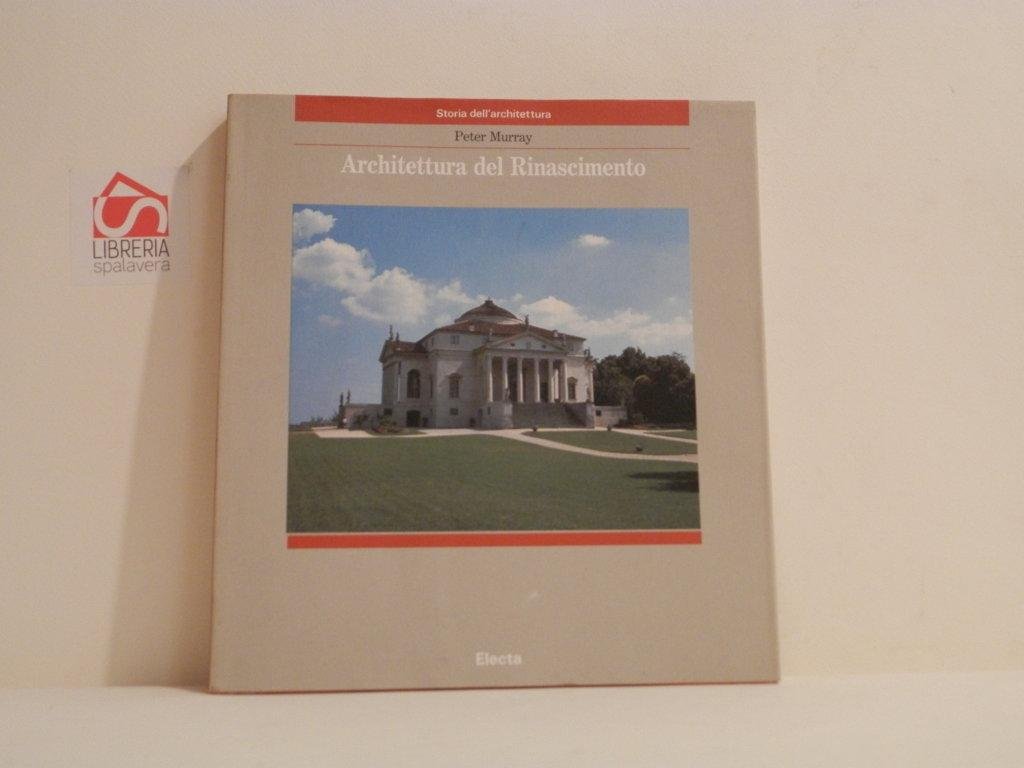 Storia dell'architettura
Peter Murray
Architettura del Rinascimento
LIBRERIA
spalavera
Electa